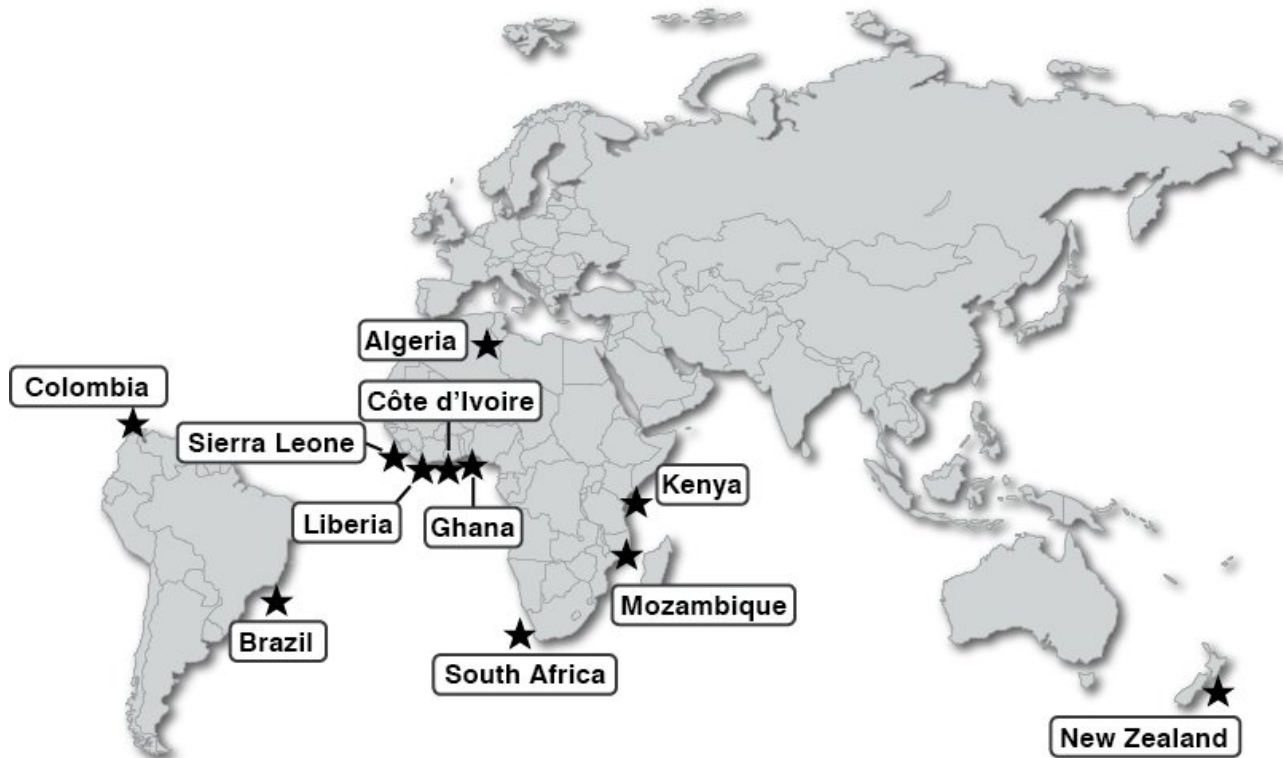 Algeria
Colombia
Côte d’Ivoire
Sierra Leone
Kenya
Liberia
Ghana
Mozambique
Brazil
South Africa
New Zealand